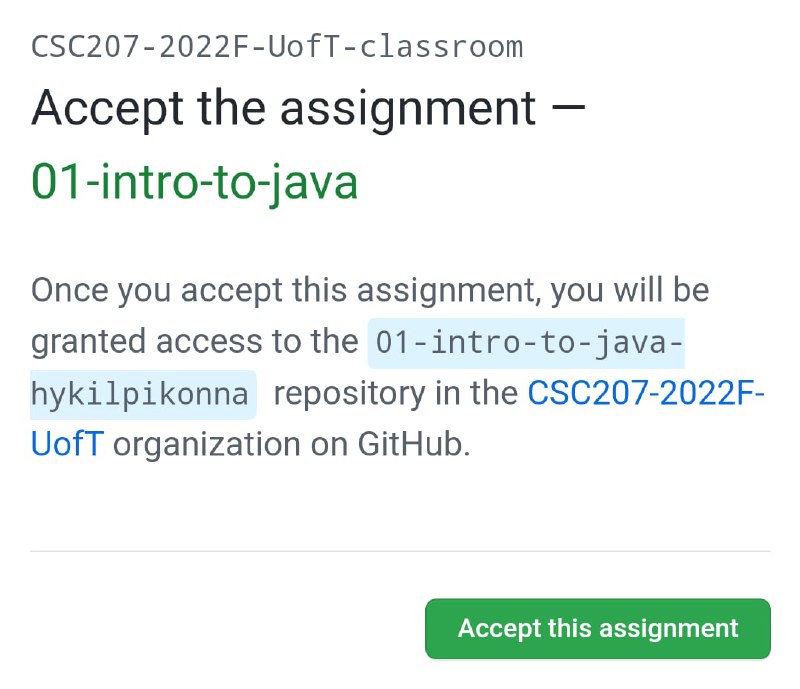 CSC207-2022F-UofT-classroom
Accept the assignment —
01-intro-to-java
Once you accept this assignment, you will be
granted access to the 01-intro-to-java-
hykilpikonna repository in the CSC207-2022F-
UofT organization on GitHub.
Accept this assignment